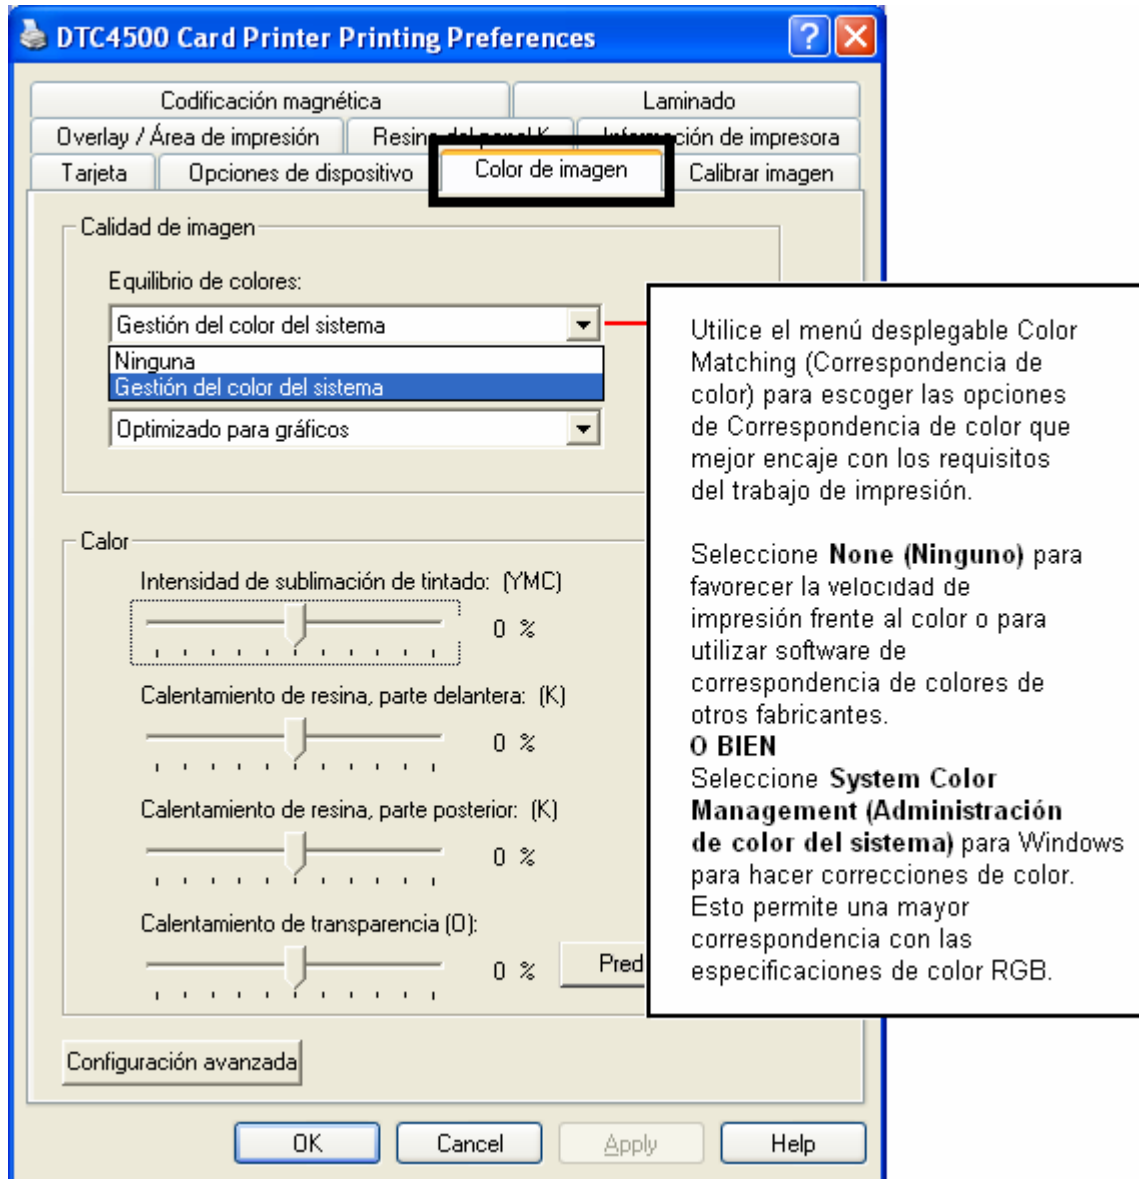 DTC4500 Card Printer Printing Preferences
Codificación magnética
Laminado
Overlay / Área de impresión
Resina del panel K
Información de impresora
Tarjeta
Opciones de dispositivo
Color de imagen
Calibrar imagen
Calidad de imagen
Equilibrio de colores:
Gestión del color del sistema
Ninguna
Gestión del color del sistema
Optimizado para gráficos
Calor
Intensidad de sublimación de tintado: (YMC)
0 %
Calentamiento de resina, parte delantera: (K)
0 %
Calentamiento de resina, parte posterior: (K)
0 %
Calentamiento de transparencia (O):
0 %
Pred
Configuración avanzada
OK
Cancel
Apply
Help
Utilice el menú desplegable Color
Matching (Correspondencia de
color) para escoger las opciones
de Correspondencia de color que
mejor encaje con los requisitos
del trabajo de impresión.
Seleccione None (Ninguno) para
favorecer la velocidad de
impresión frente al color o para
utilizar software de
correspondencia de colores de
otros fabricantes.
O BIEN
Seleccione System Color
Management (Administración
de color del sistema) para Windows
para hacer correcciones de color.
Esto permite una mayor
correspondencia con las
especificaciones de color RGB.